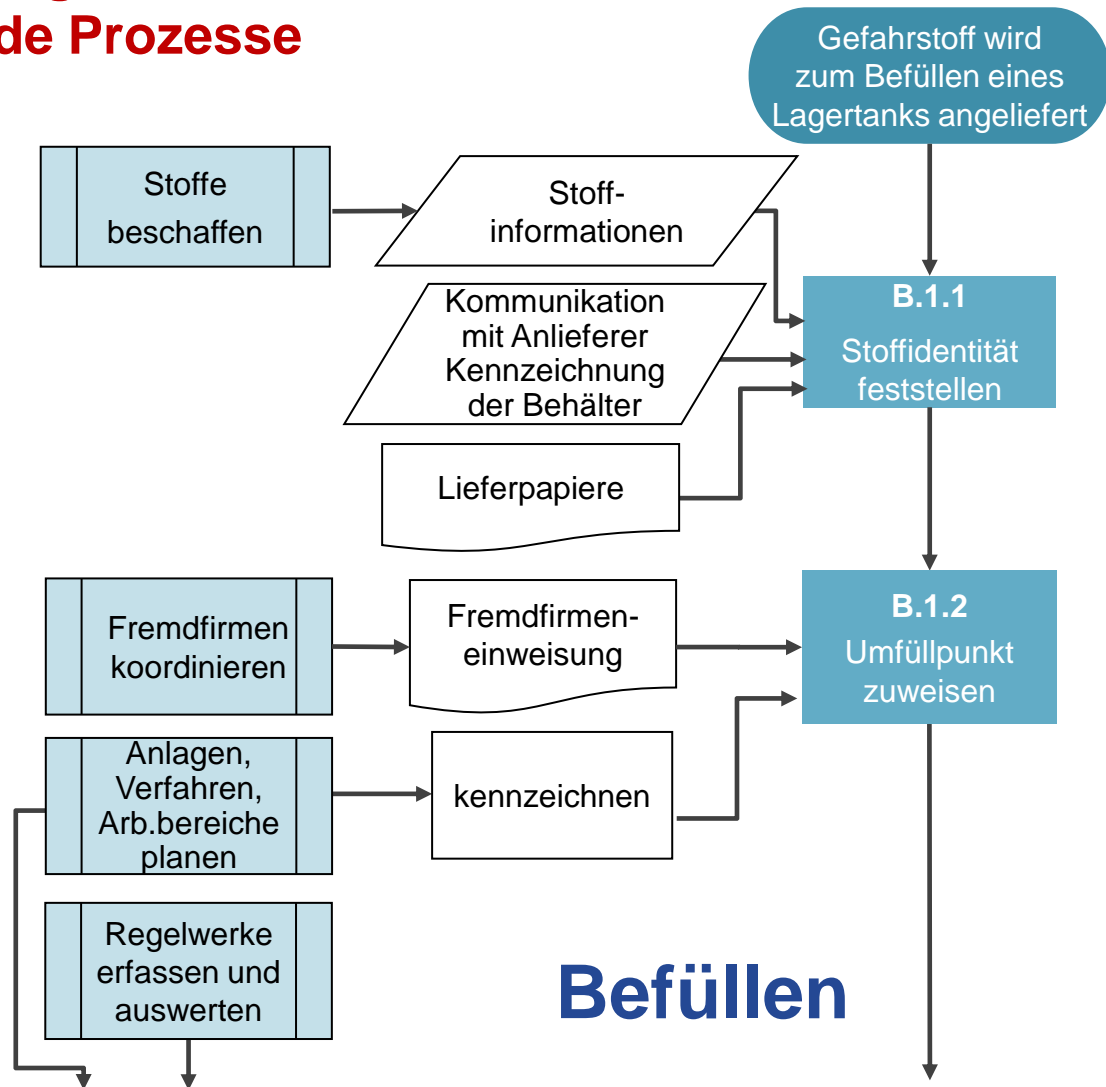 de Prozesse
Gefahrstoff wird
zum Befüllen eines
Lagertanks angeliefert
Stoffe
beschaffen
Stoff-
informationen
Kommunikation
mit Anlieferer
Kennzeichnung
der Behälter
Lieferpapiere
B.1.1
Stoffidentität
feststellen
Fremdfirmen
koordinieren
Fremdfirmen-
einweisung
B.1.2
Umfüllpunkt
zuweisen
Anlagen,
Verfahren,
Arb.bereiche
planen
kennzeichnen
Regelwerke
erfassen und
auswerten
Befüllen